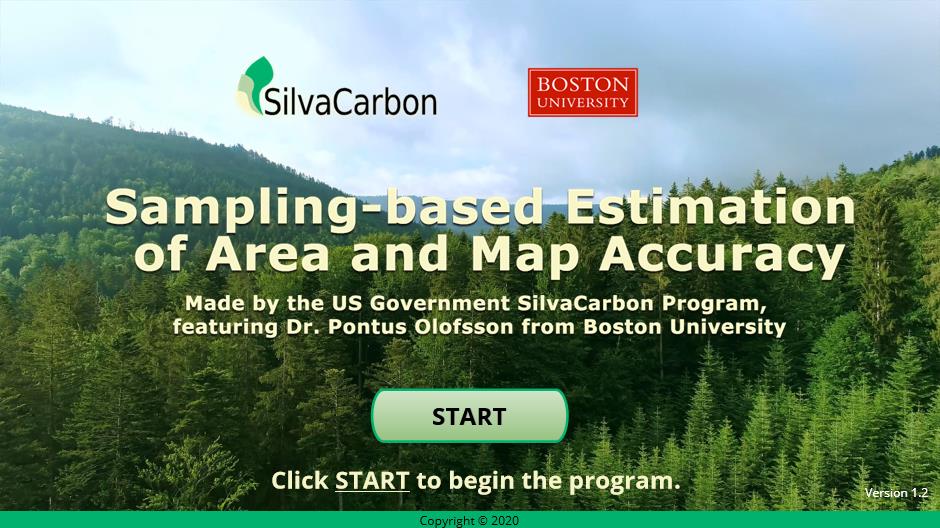 SilvaCarbon
BOSTON
UNIVERSITY
Sampling-based Estimation
of Area and Map Accuracy
Made by the US Government SilvaCarbon Program,
featuring Dr. Pontus Olofsson from Boston University
START
Click START to begin the program.
Version 1.2
Copyright © 2020